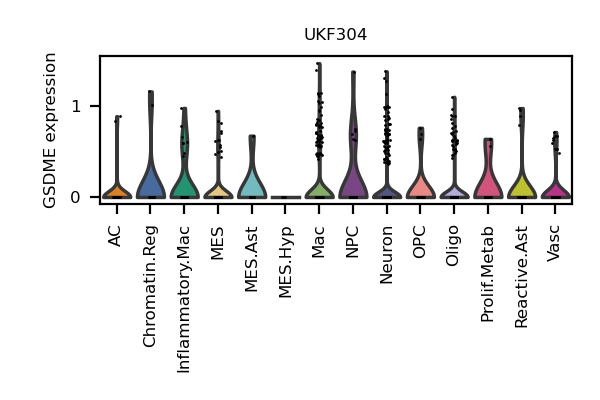 UKF304
GSDME expression
1
0
AC
Chromatin.Reg
Inflammatory.Mac
MES
MES.Ast
MES.Hyp
Mac
NPC
Neuron
OPC
Oligo
Prolif.Metab
Reactive.Ast
Vasc